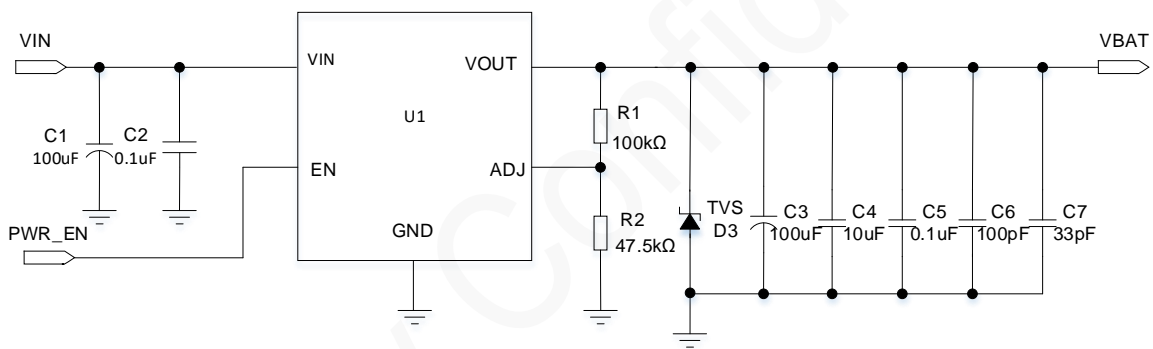 VIN
C1
100uF
C2
0.1uF
PWR_EN
VIN
VOUT
U1
EN
ADJ
GND
R1
100kΩ
R2
47.5kΩ
TVS
D3
C3
100uF
C4
10uF
C5
0.1uF
C6
100pF
C7
33pF
VBAT